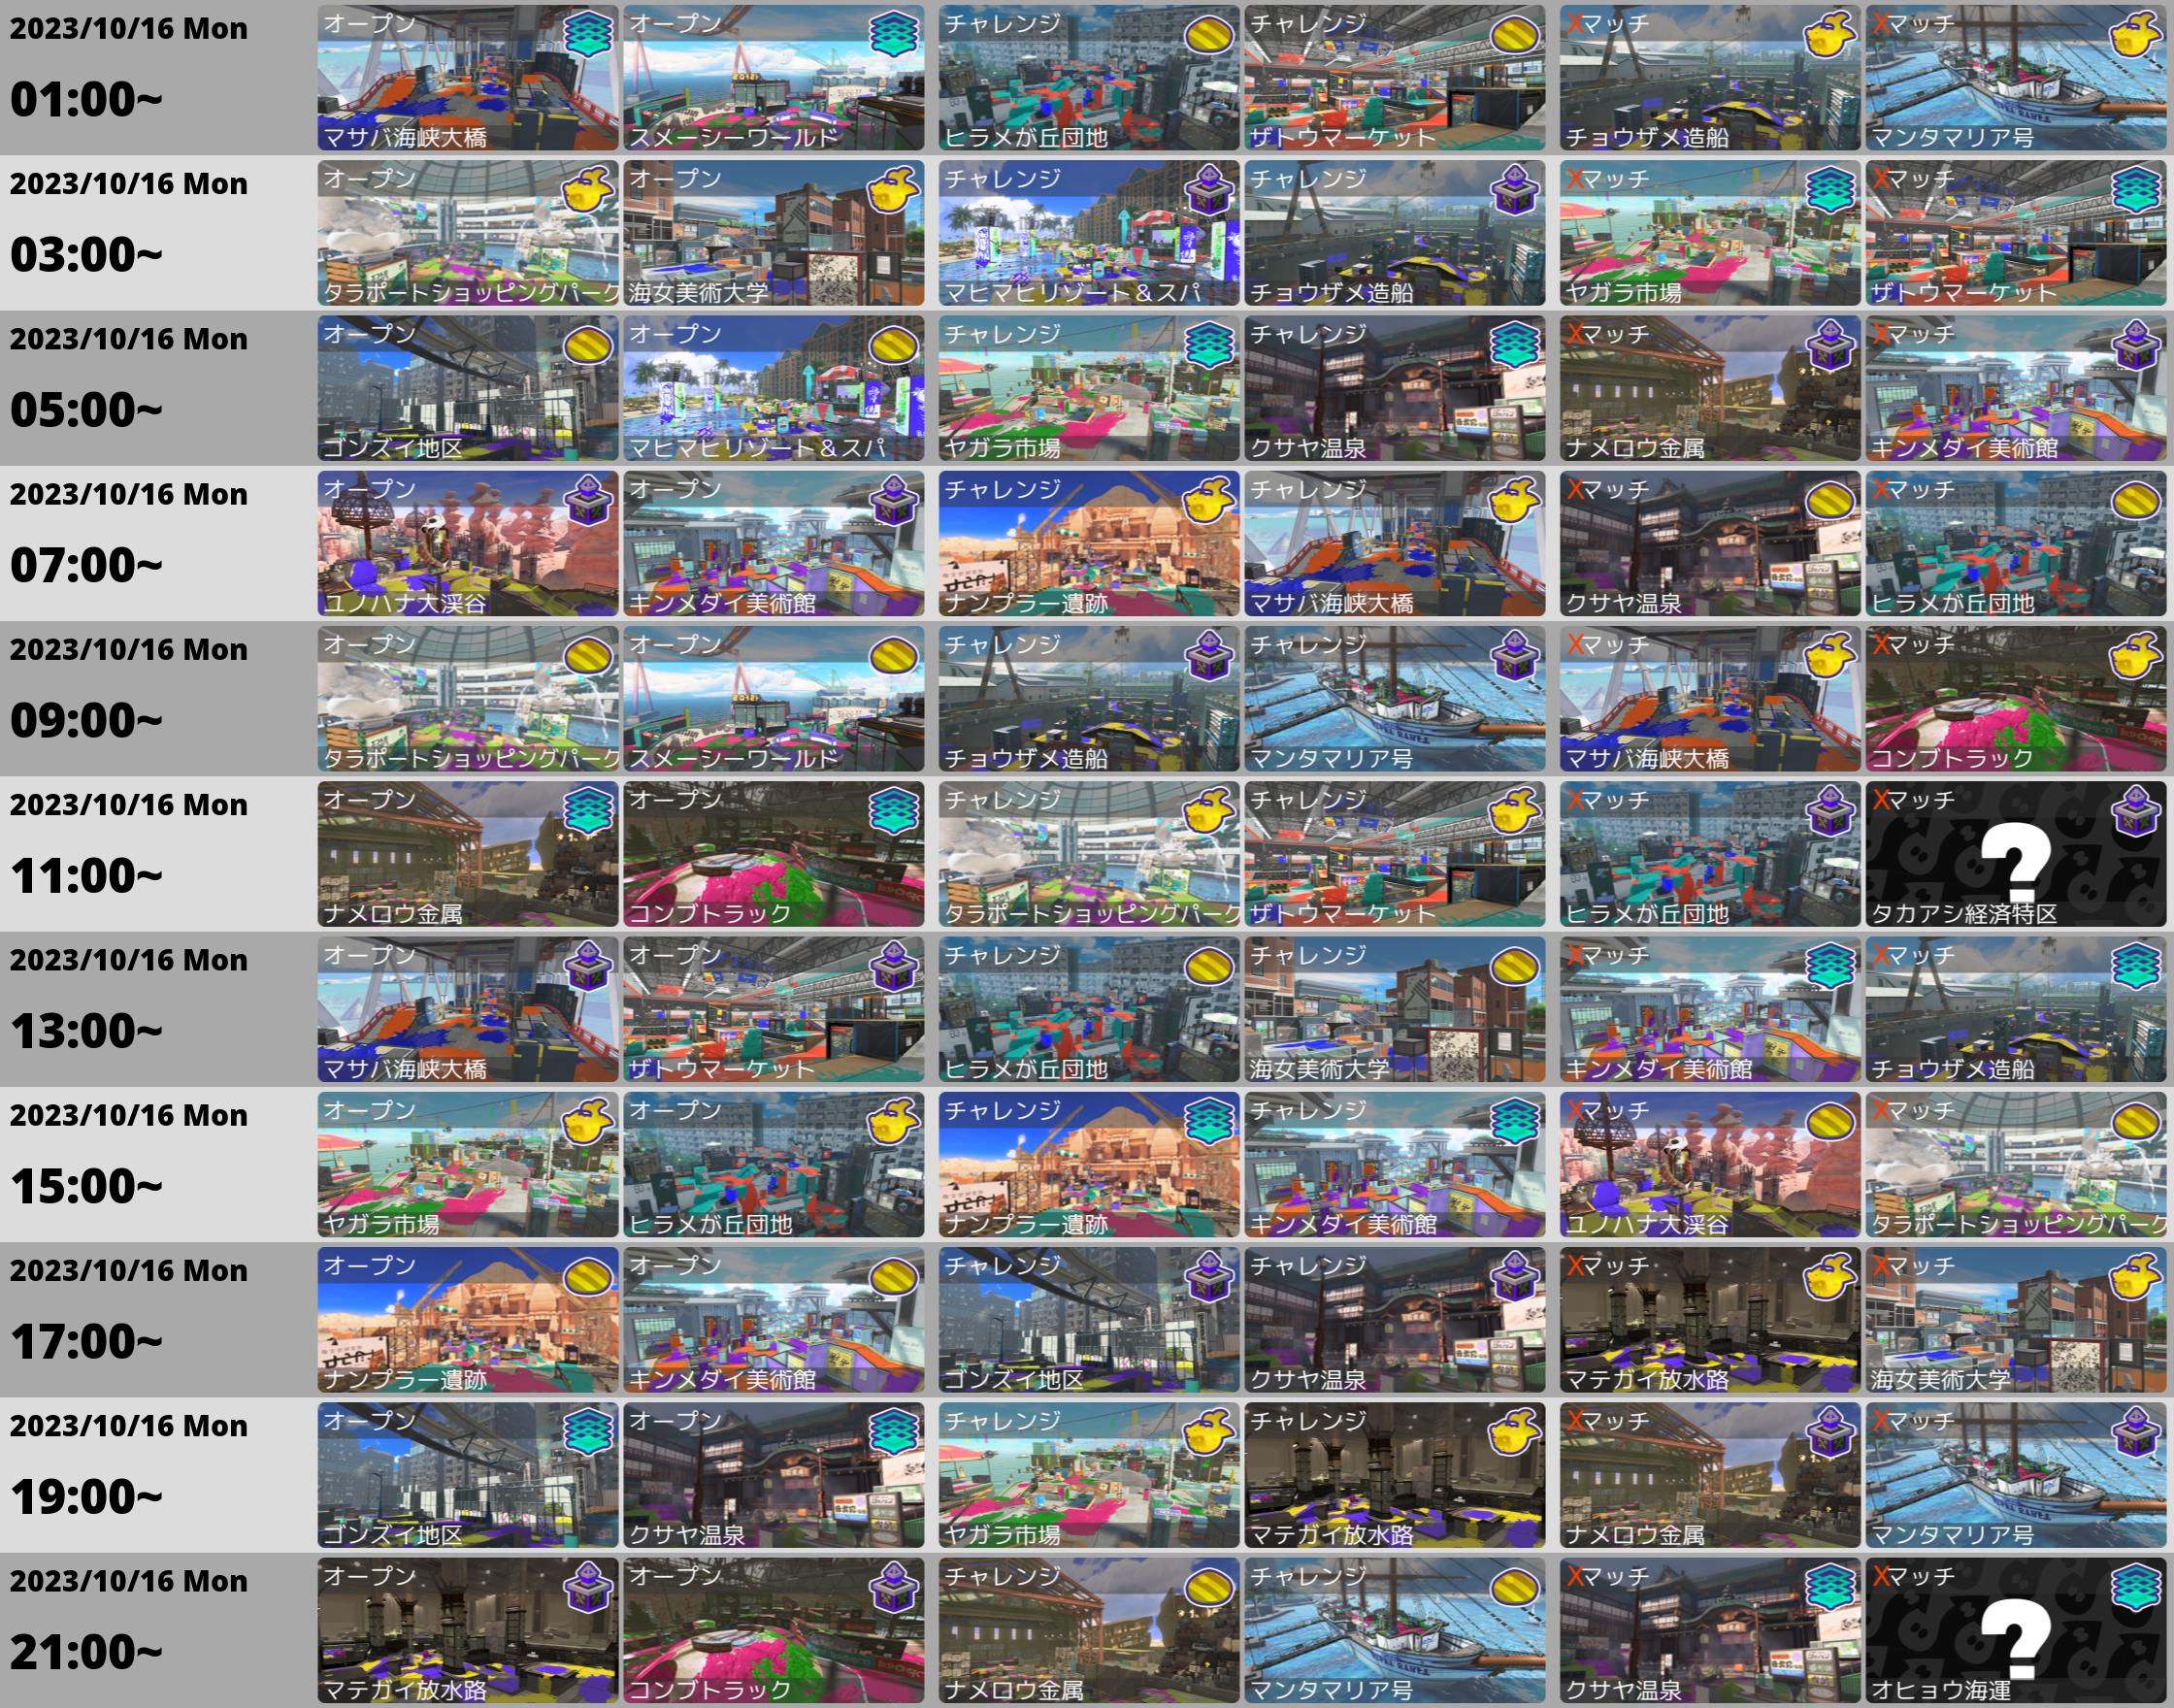 2023/10/16 Mon
01:00~
オープン オープン チャレンジ チャレンジ Xマッチ Xマッチ
マサバ海峡大橋 スメーシーワールド ヒラメが丘団地 ザトウマーケット チョウザメ造船 マンタマリア号
2023/10/16 Mon
03:00~
オープン オープン チャレンジ チャレンジ Xマッチ Xマッチ
タラポートショッピングパーク 海女美術大学 マヒマヒリゾート＆スパ チョウザメ造船 ヤガラ市場 ザトウマーケット
2023/10/16 Mon
05:00~
オープン オープン チャレンジ チャレンジ Xマッチ Xマッチ
ゴンズイ地区 マヒマヒリゾート＆スパ ヤガラ市場 クサヤ温泉 ナメロウ金属 キンメダイ美術館
2023/10/16 Mon
07:00~
オープン オープン チャレンジ チャレンジ Xマッチ Xマッチ
ユノハナ大渓谷 キンメダイ美術館 ナンプラー遺跡 マサバ海峡大橋 クサヤ温泉 ヒラメが丘団地
2023/10/16 Mon
09:00~
オープン オープン チャレンジ チャレンジ Xマッチ Xマッチ
タラポートショッピングパーク スメーシーワールド チョウザメ造船 マンタマリア号 マサバ海峡大橋 コンブトラック
2023/10/16 Mon
11:00~
オープン オープン チャレンジ チャレンジ Xマッチ Xマッチ
ナメロウ金属 コンブトラック タラポートショッピングパーク ザトウマーケット ヒラメが丘団地 タカアシ経済特区
2023/10/16 Mon
13:00~
オープン オープン チャレンジ チャレンジ Xマッチ Xマッチ
マサバ海峡大橋 ザトウマーケット ヒラメが丘団地 海女美術大学 キンメダイ美術館 チョウザメ造船
2023/10/16 Mon
15:00~
オープン オープン チャレンジ チャレンジ Xマッチ Xマッチ
ヤガラ市場 ヒラメが丘団地 ナンプラー遺跡 キンメダイ美術館 ユノハナ大渓谷 タラポートショッピングパーク
2023/10/16 Mon
17:00~
オープン オープン チャレンジ チャレンジ Xマッチ Xマッチ
ナンプラー遺跡 キンメダイ美術館 ゴンズイ地区 クサヤ温泉 マテガイ放水路 海女美術大学
2023/10/16 Mon
19:00~
オープン オープン チャレンジ チャレンジ Xマッチ Xマッチ
ゴンズイ地区 クサヤ温泉 ヤガラ市場 マテガイ放水路 ナメロウ金属 マンタマリア号
2023/10/16 Mon
21:00~
オープン オープン チャレンジ チャレンジ Xマッチ Xマッチ
マテガイ放水路 コンブトラック ナメロウ金属 マンタマリア号 クサヤ温泉 オヒョウ海運